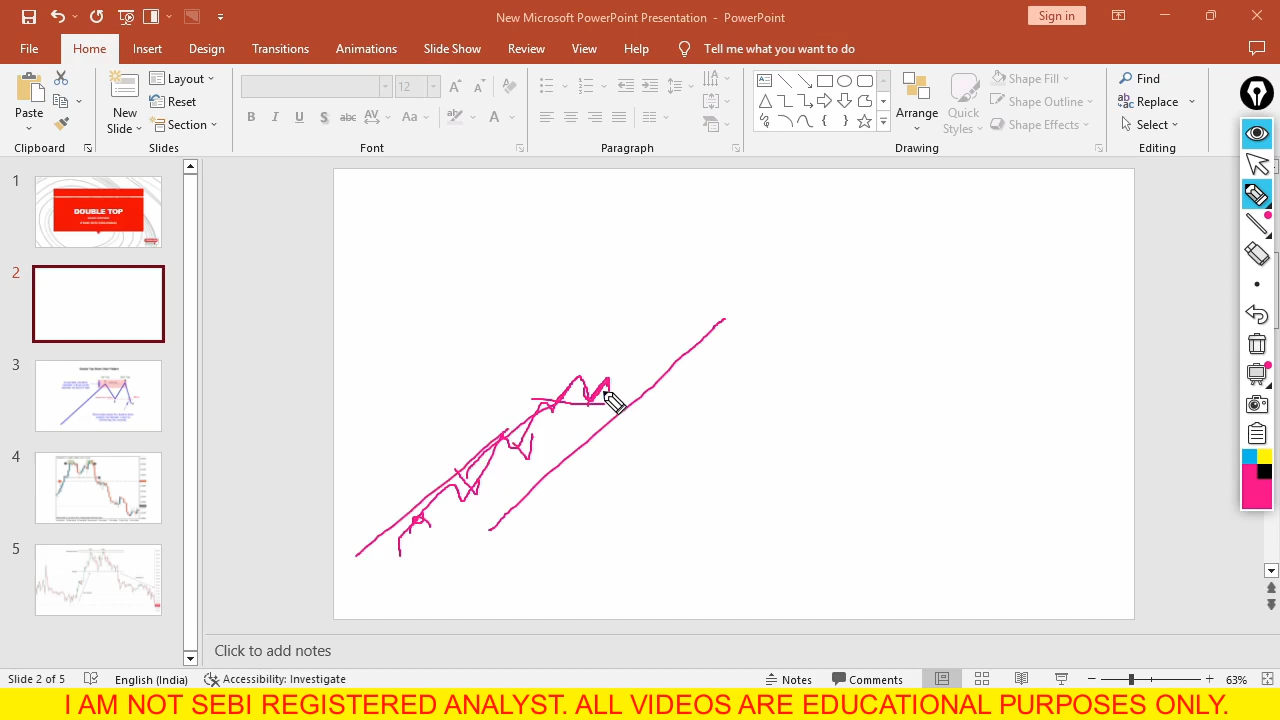 New Microsoft PowerPoint Presentation - PowerPoint
Sign in
File Home Insert Design Transitions Animations Slide Show Review View Help Tell me what you want to do
Paste
Clipboard
New
Slide
Layout
Reset
Section
Slides
12
B I U S abc AV Aa A
Font
Paragraph
Arrange
Quick
Styles
Shape Fill
Shape Outline
Shape Effects
Drawing
Find
Replace
Select
Editing
1
DOUBLE TOP
2
3
4
5
Click to add notes
Slide 2 of 5 English (India) Accessibility: Investigate Notes Comments 63%
I AM NOT SEBI REGISTERED ANALYST. ALL VIDEOS ARE EDUCATIONAL PURPOSES ONLY.